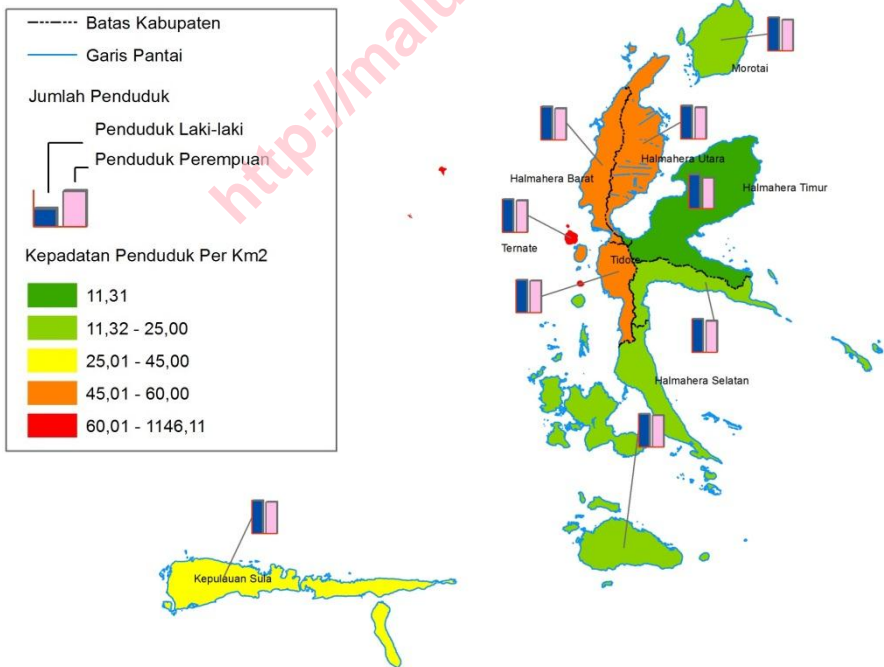 Batas Kabupaten
Garis Pantai
Jumlah Penduduk
Penduduk Laki-laki
Penduduk Perempuan
Kepadatan Penduduk Per Km2
11,31
11,32 - 25,00
25,01 - 45,00
45,01 - 60,00
60,01 - 1146,11
http://malu
Morotai
Halmahera Utara
Halmahera Barat
Halmahera Timur
Ternate
Tidore
Halmahera Selatan
Kepulauan Sula